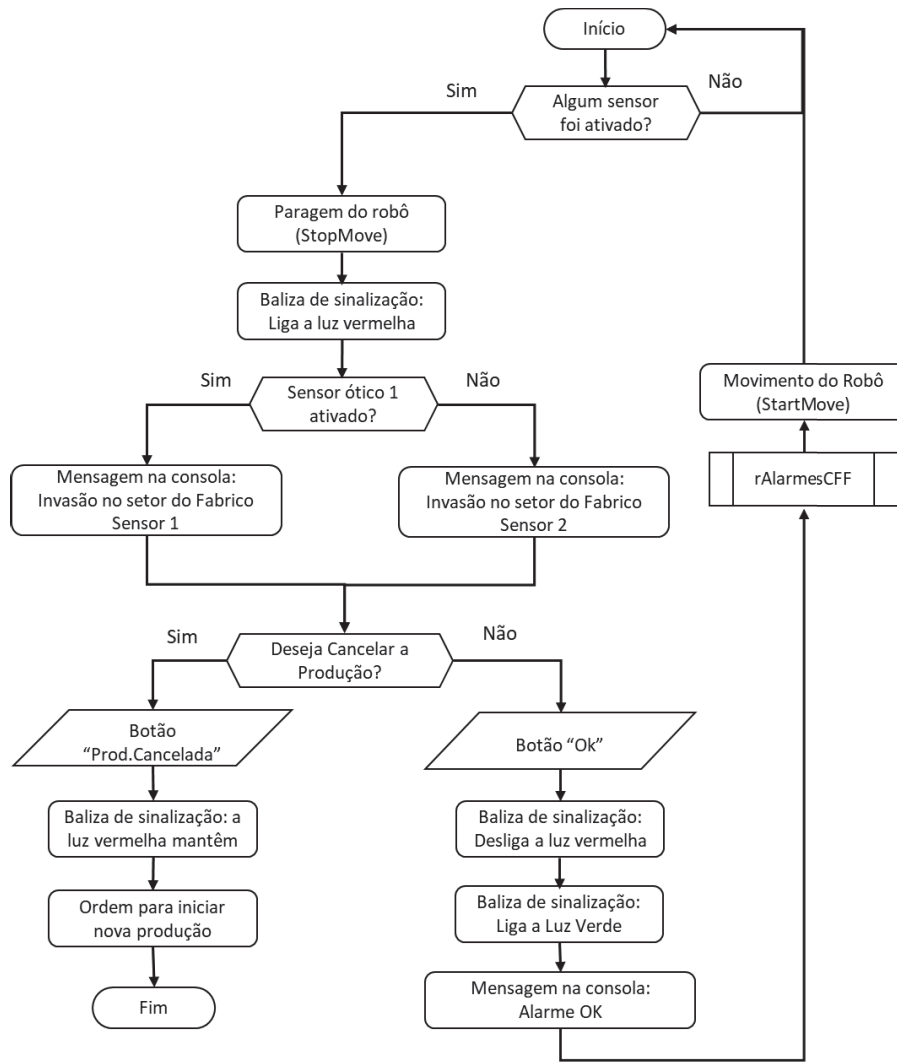 Início
Sim
Não
Algum sensor
foi ativado?
Paragem do robô
(StopMove)
Baliza de sinalização:
Liga a luz vermelha
Sim
Não
Sensor ótico 1
ativado?
Movimento do Robô
(StartMove)
Mensagem na consola:
Invasão no setor do Fabrico
Sensor 1
Mensagem na consola:
Invasão no setor do Fabrico
Sensor 2
rAlarmesCFF
Sim
Não
Deseja Cancelar a
Produção?
Botão
“Prod.Cancelada”
Botão “Ok”
Baliza de sinalização: a
luz vermelha mantêm
Baliza de sinalização:
Desliga a luz vermelha
Ordem para iniciar
nova produção
Baliza de sinalização:
Liga a Luz Verde
Fim
Mensagem na consola:
Alarme OK